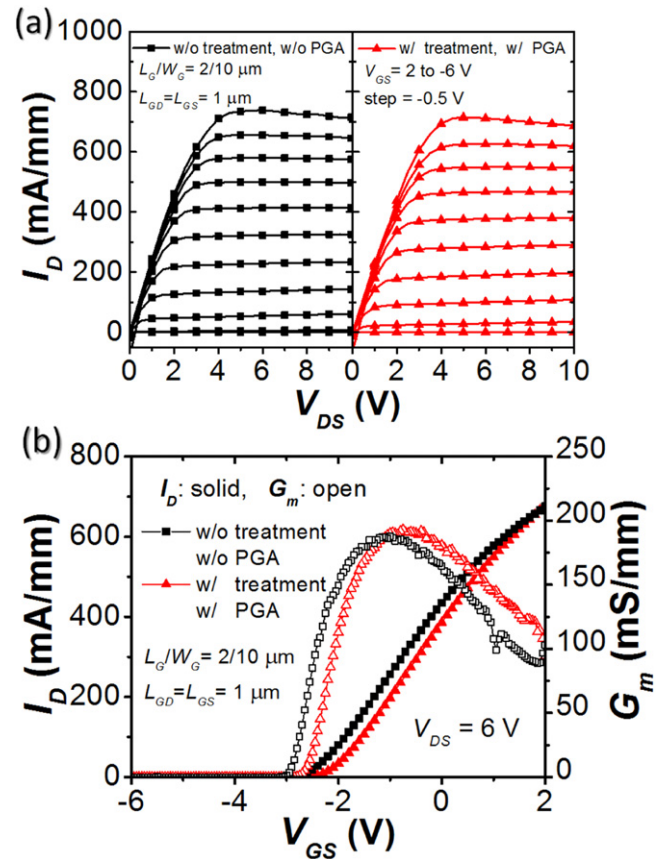 (a)
1000
800
600
400
200
0
I_D (mA/mm)
w/o treatment, w/o PGA
L_G/W_G= 2/10 μm
L_GD=L_GS= 1 μm
w/ treatment, w/ PGA
V_GS= 2 to -6 V
step = -0.5 V
0 2 4 6 8 0 2 4 6 8 10
V_DS (V)
(b)
800
600
400
200
0
I_D (mA/mm)
I_D: solid, G_m: open
w/o treatment
w/o PGA
w/ treatment
w/ PGA
L_G/W_G= 2/10 μm
L_GD=L_GS= 1 μm
V_DS = 6 V
250
200
150
100
50
0
G_m (mS/mm)
-6 -4 -2 0 2
V_GS (V)